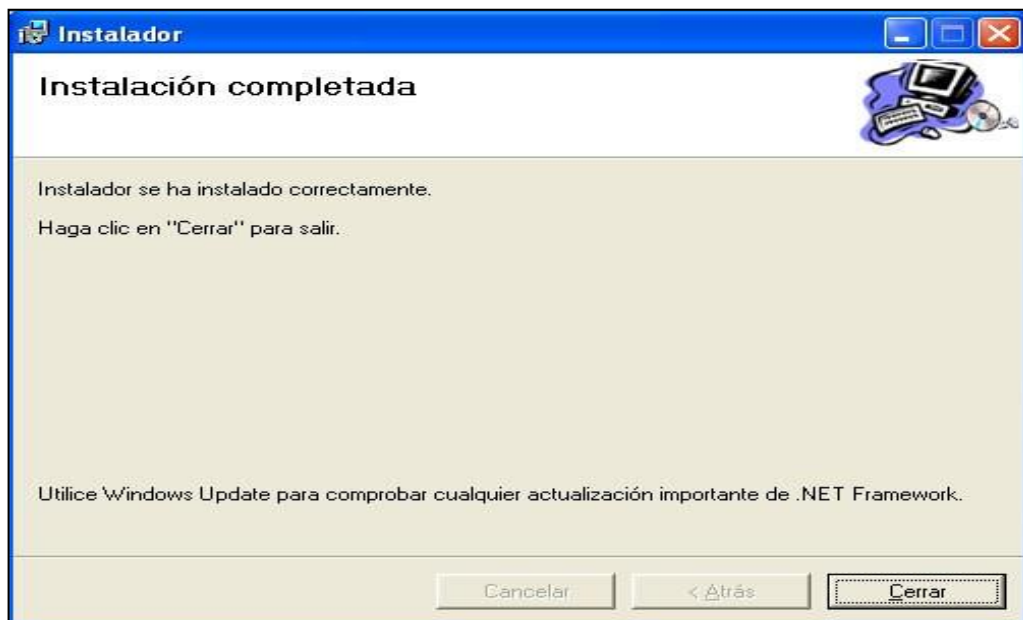 Instalador
Instalación completada
Instalador se ha instalado correctamente.
Haga clic en "Cerrar" para salir.
Utilice Windows Update para comprobar cualquier actualización importante de .NET Framework.
Cancelar
< Atrás
Cerrar